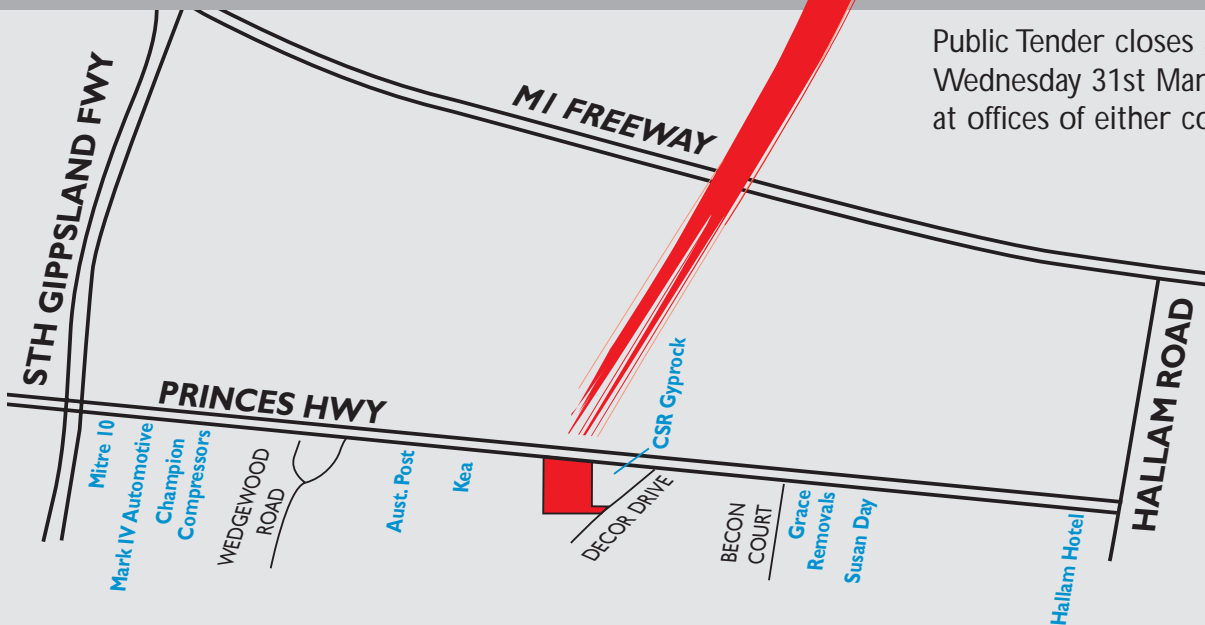 Public Tender closes
Wednesday 31st Mar
at offices of either co
M1 FREEWAY
STH GIPPSLAND FWY
PRINCES HWY
HALLAM ROAD
CSR Gyprock
Mitre 10
Mark IV Automotive
Champion
Compressors
WEDGEWOOD
ROAD
Aust. Post
Kea
DECOR DRIVE
BECON
COURT
Grace
Removals
Susan Day
Hallam Hotel